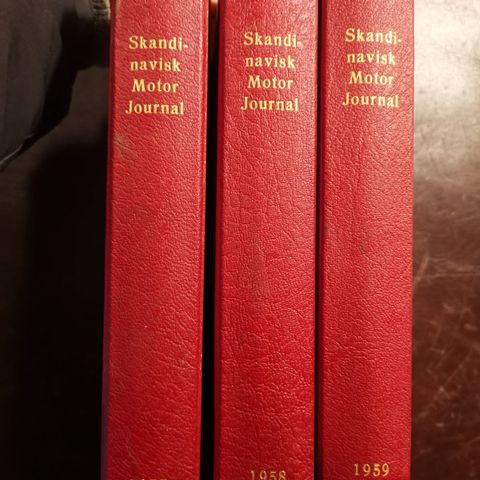 Skandi-
navisk
Motor
Journal
Skandi-
navisk
Motor
Journal
1958
Skandi-
navisk
Motor
Journal
1959